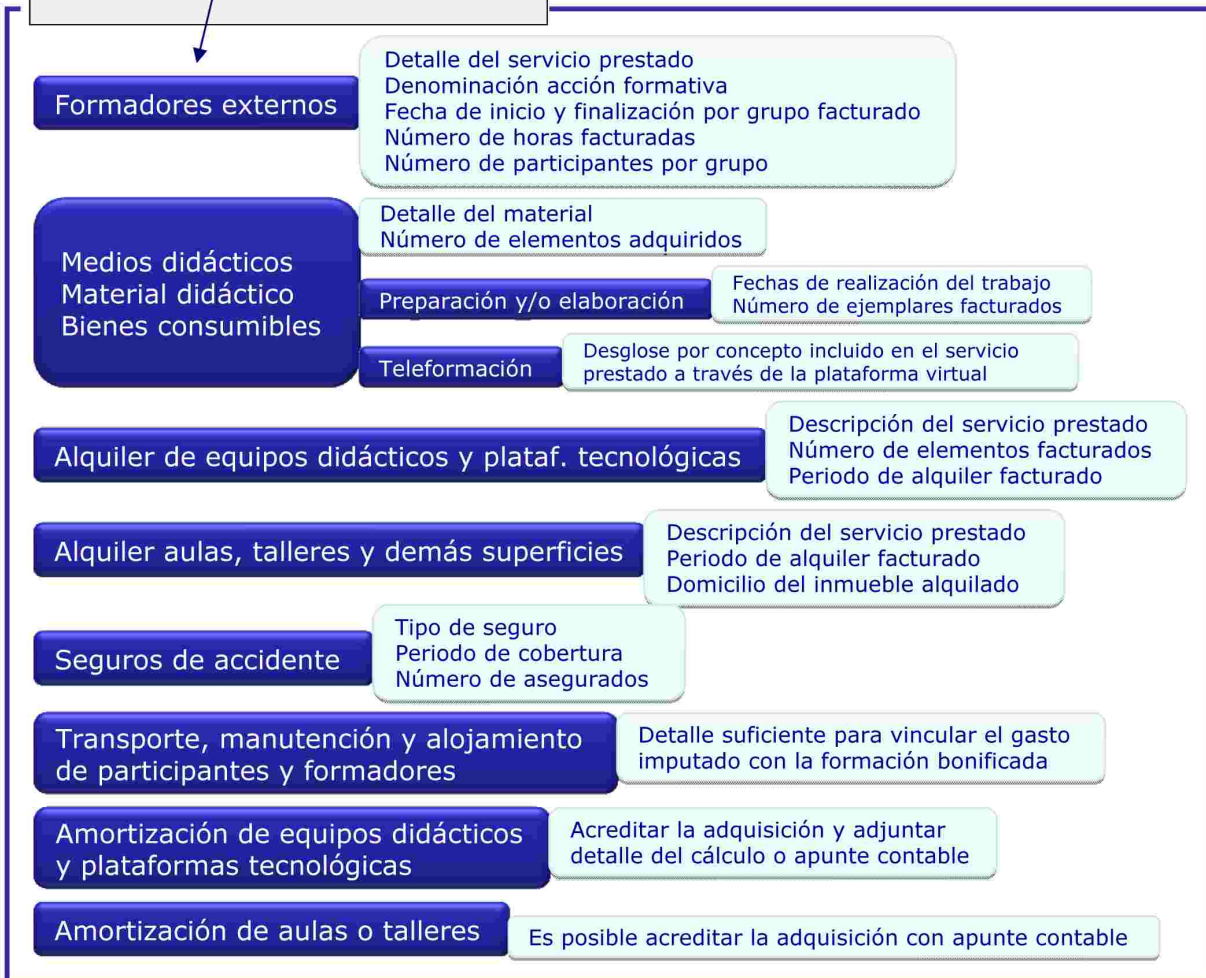 Formadores externos
Detalle del servicio prestado
Denominación acción formativa
Fecha de inicio y finalización por grupo facturado
Número de horas facturadas
Número de participantes por grupo
Medios didácticos
Material didáctico
Bienes consumibles
Detalle del material
Número de elementos adquiridos
Preparación y/o elaboración
Fechas de realización del trabajo
Número de ejemplares facturados
Teleformación
Desglose por concepto incluido en el servicio
prestado a través de la plataforma virtual
Alquiler de equipos didácticos y plataf. tecnológicas
Descripción del servicio prestado
Número de elementos facturados
Periodo de alquiler facturado
Alquiler aulas, talleres y demás superficies
Descripción del servicio prestado
Periodo de alquiler facturado
Domicilio del inmueble alquilado
Seguros de accidente
Tipo de seguro
Periodo de cobertura
Número de asegurados
Transporte, manutención y alojamiento
de participantes y formadores
Detalle suficiente para vincular el gasto
imputado con la formación bonificada
Amortización de equipos didácticos
y plataformas tecnológicas
Acreditar la adquisición y adjuntar
detalle del cálculo o apunte contable
Amortización de aulas o talleres
Es posible acreditar la adquisición con apunte contable